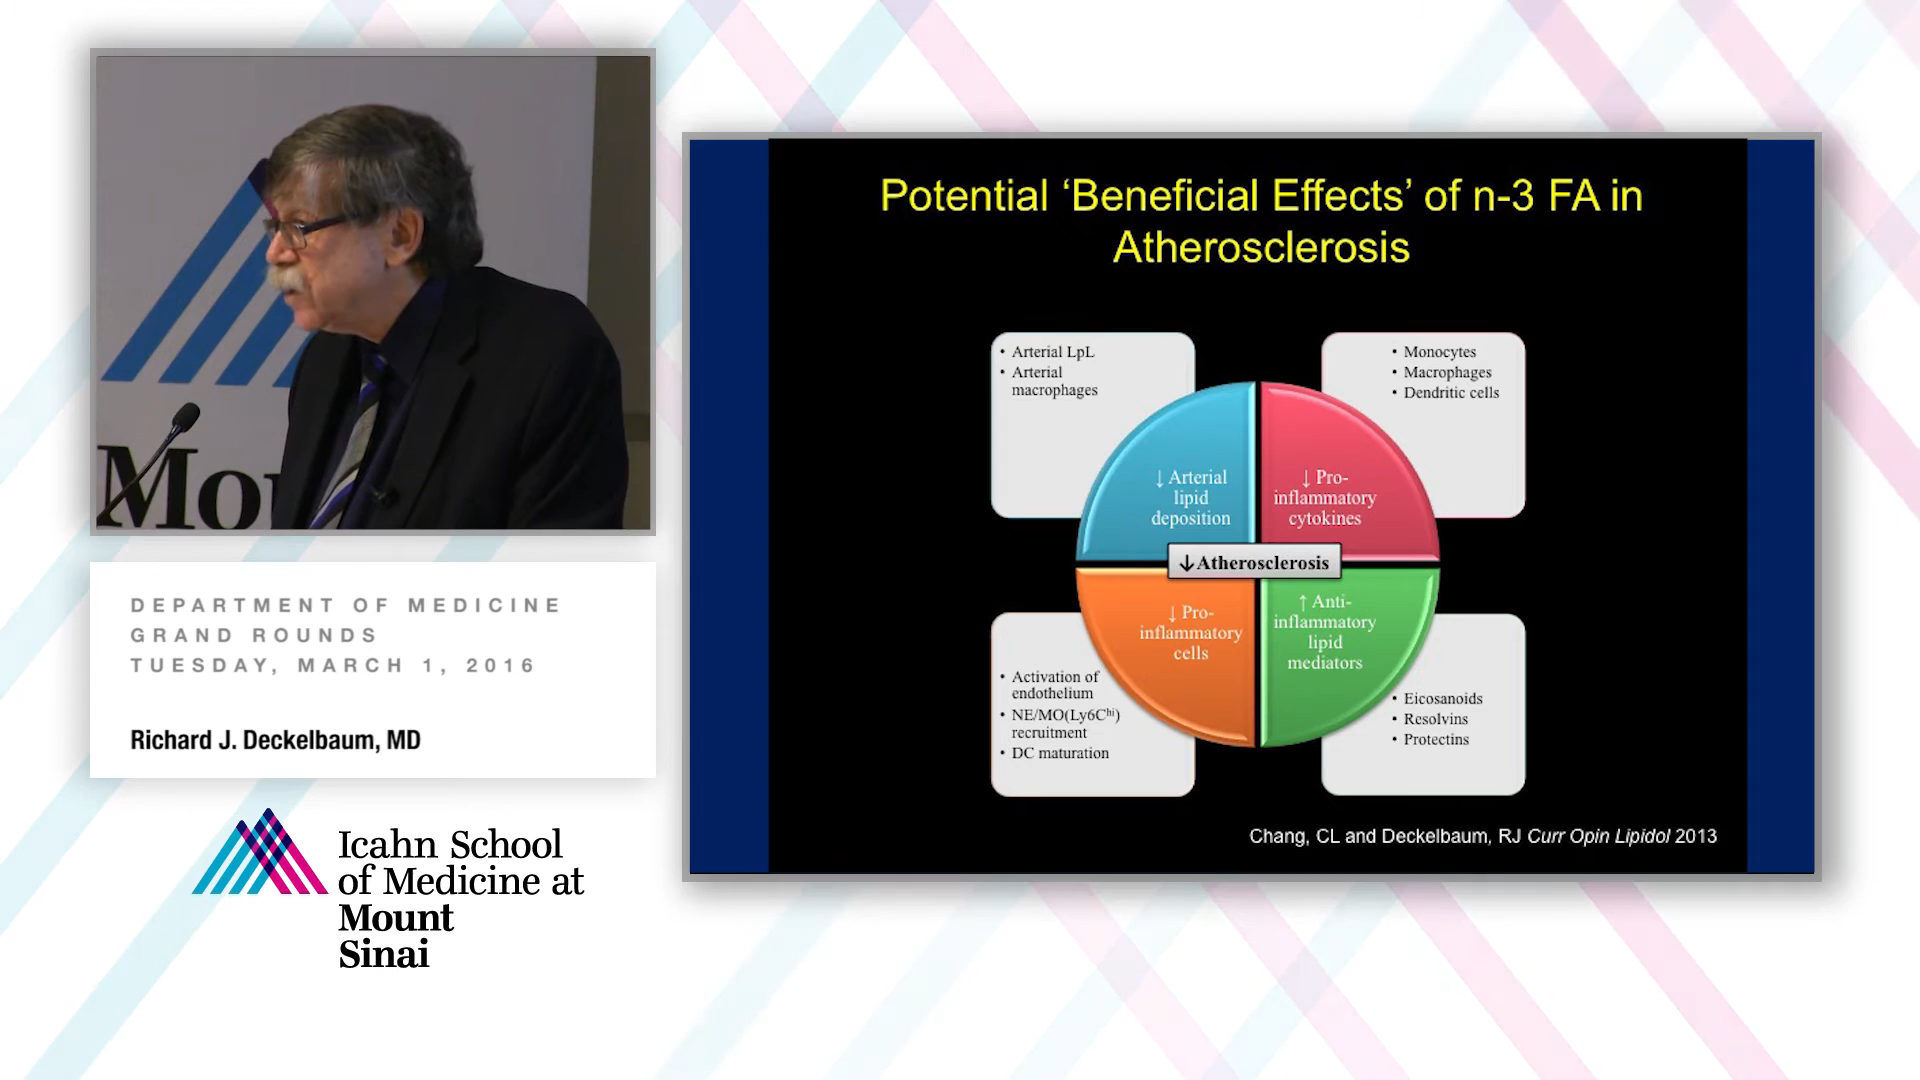 Mou
DEPARTMENT OF MEDICINE
GRAND ROUNDS
TUESDAY, MARCH 1, 2016
Richard J. Deckelbaum, MD
Icahn School
of Medicine at
Mount
Sinai
Potential ‘Beneficial Effects’ of n-3 FA in
Atherosclerosis
• Arterial LpL
• Arterial
macrophages
• Monocytes
• Macrophages
• Dendritic cells
↓ Arterial
lipid
deposition
↓ Pro-
inflammatory
cytokines
↓Atherosclerosis
↓ Pro-
inflammatory
cells
↑ Anti-
inflammatory
lipid
mediators
• Activation of
endothelium
• NE/MO(Ly6Cʰⁱ)
recruitment
• DC maturation
• Eicosanoids
• Resolvins
• Protectins
Chang, CL and Deckelbaum, RJ Curr Opin Lipidol 2013